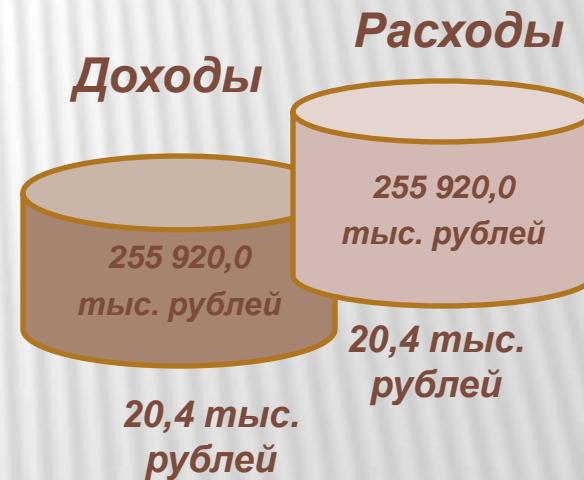 Доходы
255 920,0
тыс. рублей
20,4 тыс.
рублей
Расходы
255 920,0
тыс. рублей
20,4 тыс.
рублей